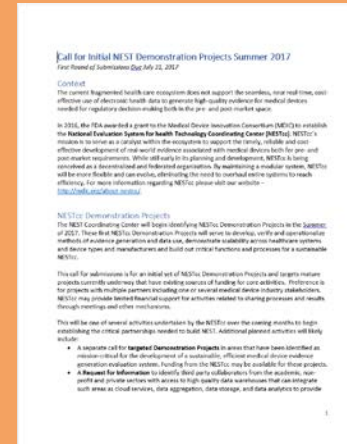 Call for Initial NEST Demonstration Projects Summer 2017
First Round of Submissions Due July 31, 2017
Context
The current fragmented health care ecosystem does not support the seamless, near real-time, cost-
effective use of electronic health data to generate high-quality evidence for medical devices
needed for regulatory decision-making both in the pre- and post-market space.
In 2016, the FDA awarded a grant to the Medical Device Innovation Consortium (MDIC) to establish
the National Evaluation System for health Technology Coordinating Center (NESTcc). NESTcc's
mission is to serve as a catalyst within the ecosystem to support the timely, reliable and cost-
effective development of real-world evidence associated with medical devices both for pre- and
post-market requirements. While still early in its planning and development, NESTcc is being
conceived as a decentralized and federated organization. By maintaining a modular system, NESTcc
will be more flexible and can evolve, eliminating the need to overhaul entire systems to reach
efficiency. For more information regarding NESTcc please visit our website –
http://mdic.org/about-nestcc/
NESTcc Demonstration Projects
The NEST Coordinating Center will begin identifying NESTcc Demonstration Projects in the Summer
of 2017. These first NESTcc Demonstration Projects will serve to develop, verify and operationalize
methods of evidence generation and data use, demonstrate scalability across healthcare systems
and device types and manufacturers and build out critical functions and processes for a sustainable
NESTcc.
This call for submissions is for an initial set of NESTcc Demonstration Projects and targets mature
projects currently underway that have existing sources of funding for core activities. Preference is
for projects with multiple partners including one or several medical device industry stakeholders.
NESTcc may provide limited financial support for activities related to sharing processes and results
through meetings and other mechanisms.
This will be one of several activities undertaken by the NESTcc over the coming months to begin
establishing the critical partnerships needed to build NEST. Additional planned activities will likely
include:
• A separate call for targeted Demonstration Projects in areas that have been identified as
mission-critical for the development of a sustainable, efficient medical device evidence
generation evaluation system. Funding from the NESTcc may be available for these projects.
• A Request for Information to identify third party collaborators from the academic, non-
profit and private sectors with access to high quality data warehouses that can integrate
such areas as cloud services, data aggregation, data storage, and data analytics to provide
1